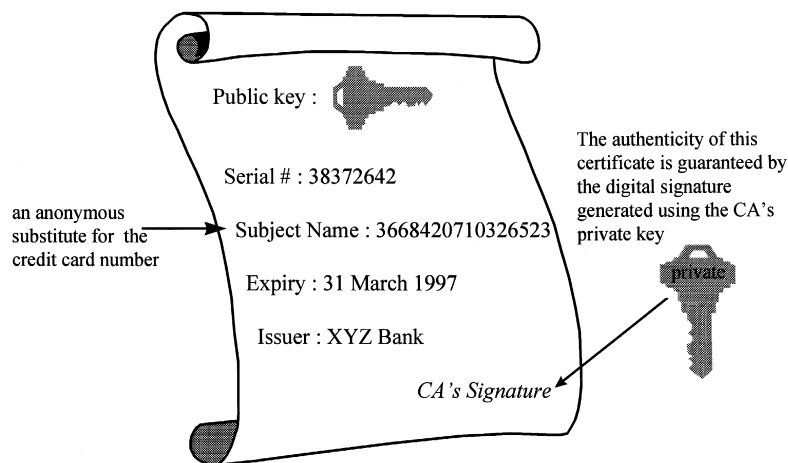 Public key :
Serial # : 38372642
Subject Name : 3668420710326523
Expiry : 31 March 1997
Issuer : XYZ Bank
CA's Signature
an anonymous
substitute for the
credit card number
The authenticity of this
certificate is guaranteed by
the digital signature
generated using the CA's
private key
private